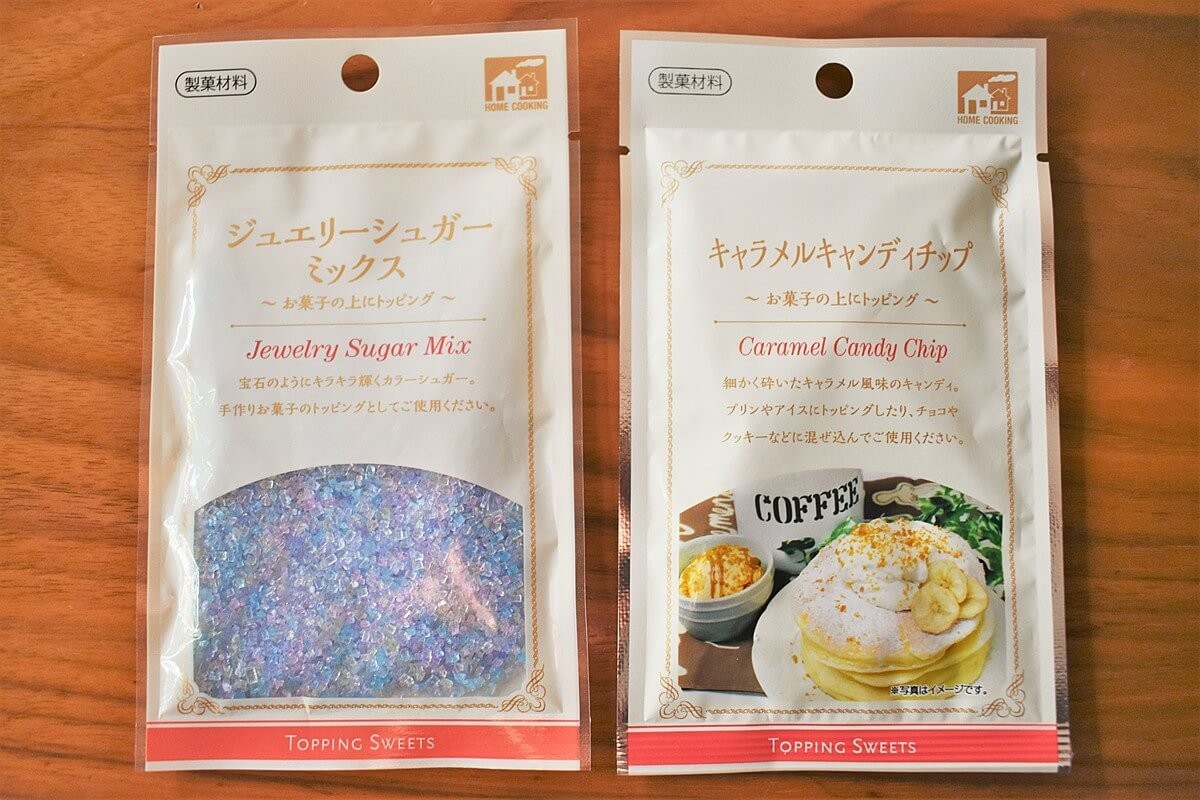 製菓材料
HOME COOKING
ジュエリーシュガー
ミックス
～お菓子の上にトッピング～
Jewelry Sugar Mix
宝石のようにキラキラ輝くカラーシュガー。
手作りお菓子のトッピングとしてご使用ください。
TOPPING SWEETS
製菓材料
HOME COOKING
キャラメルキャンディチップ
～お菓子の上にトッピング～
Caramel Candy Chip
細かく砕いたキャラメル風味のキャンディ。
プリンやアイスにトッピングしたり、チョコや
クッキーなどに混ぜ込んでご使用ください。
COFFEE
menu
※写真はイメージです。
TOPPING SWEETS